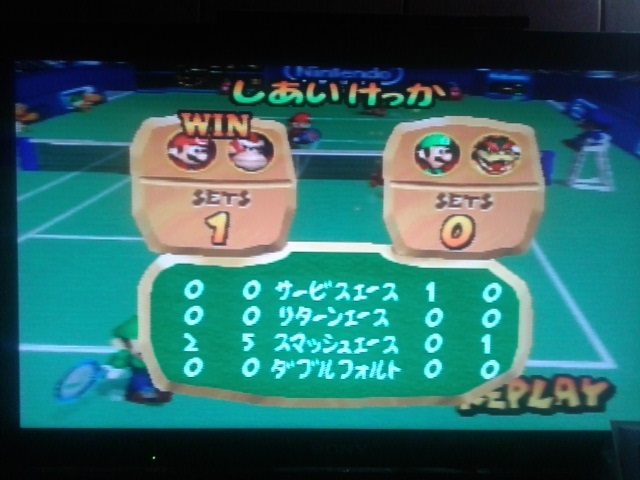 Nintendo
しあいけっか
WIN
SETS SETS
1 0
0 0 サービスエース 1 0
0 0 リターンエース 0 0
2 5 スマッシュエース 0 1
0 0 ダブルフォルト 0 0
REPLAY
SONY